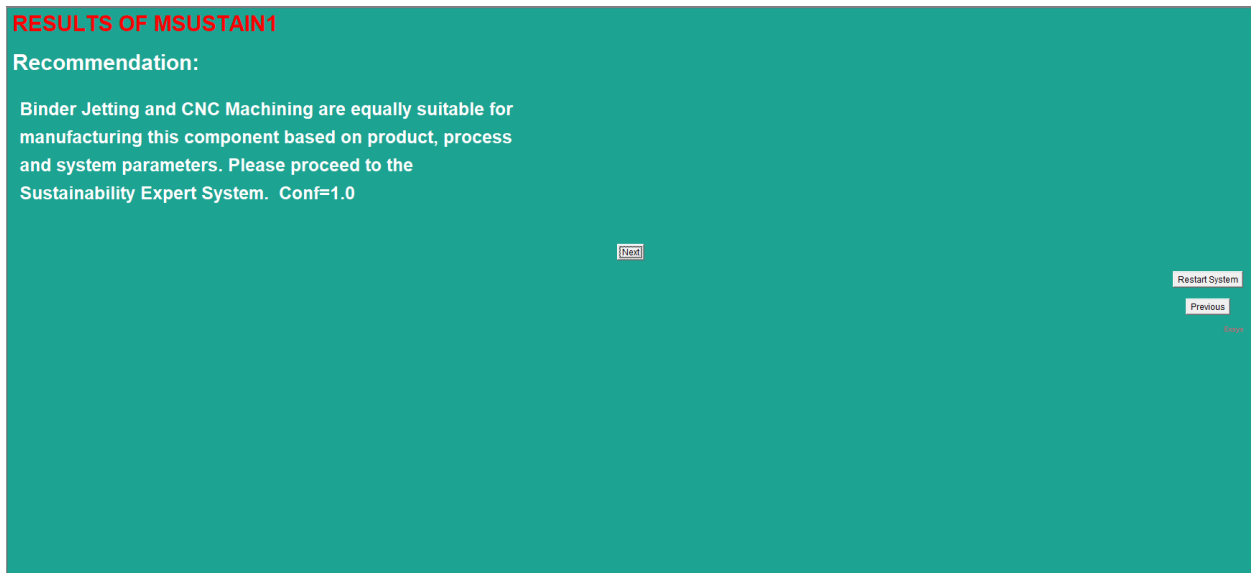 RESULTS OF MSUSTAIN1
Recommendation:
Binder Jetting and CNC Machining are equally suitable for
manufacturing this component based on product, process
and system parameters. Please proceed to the
Sustainability Expert System.  Conf=1.0
Next
Restart System
Previous